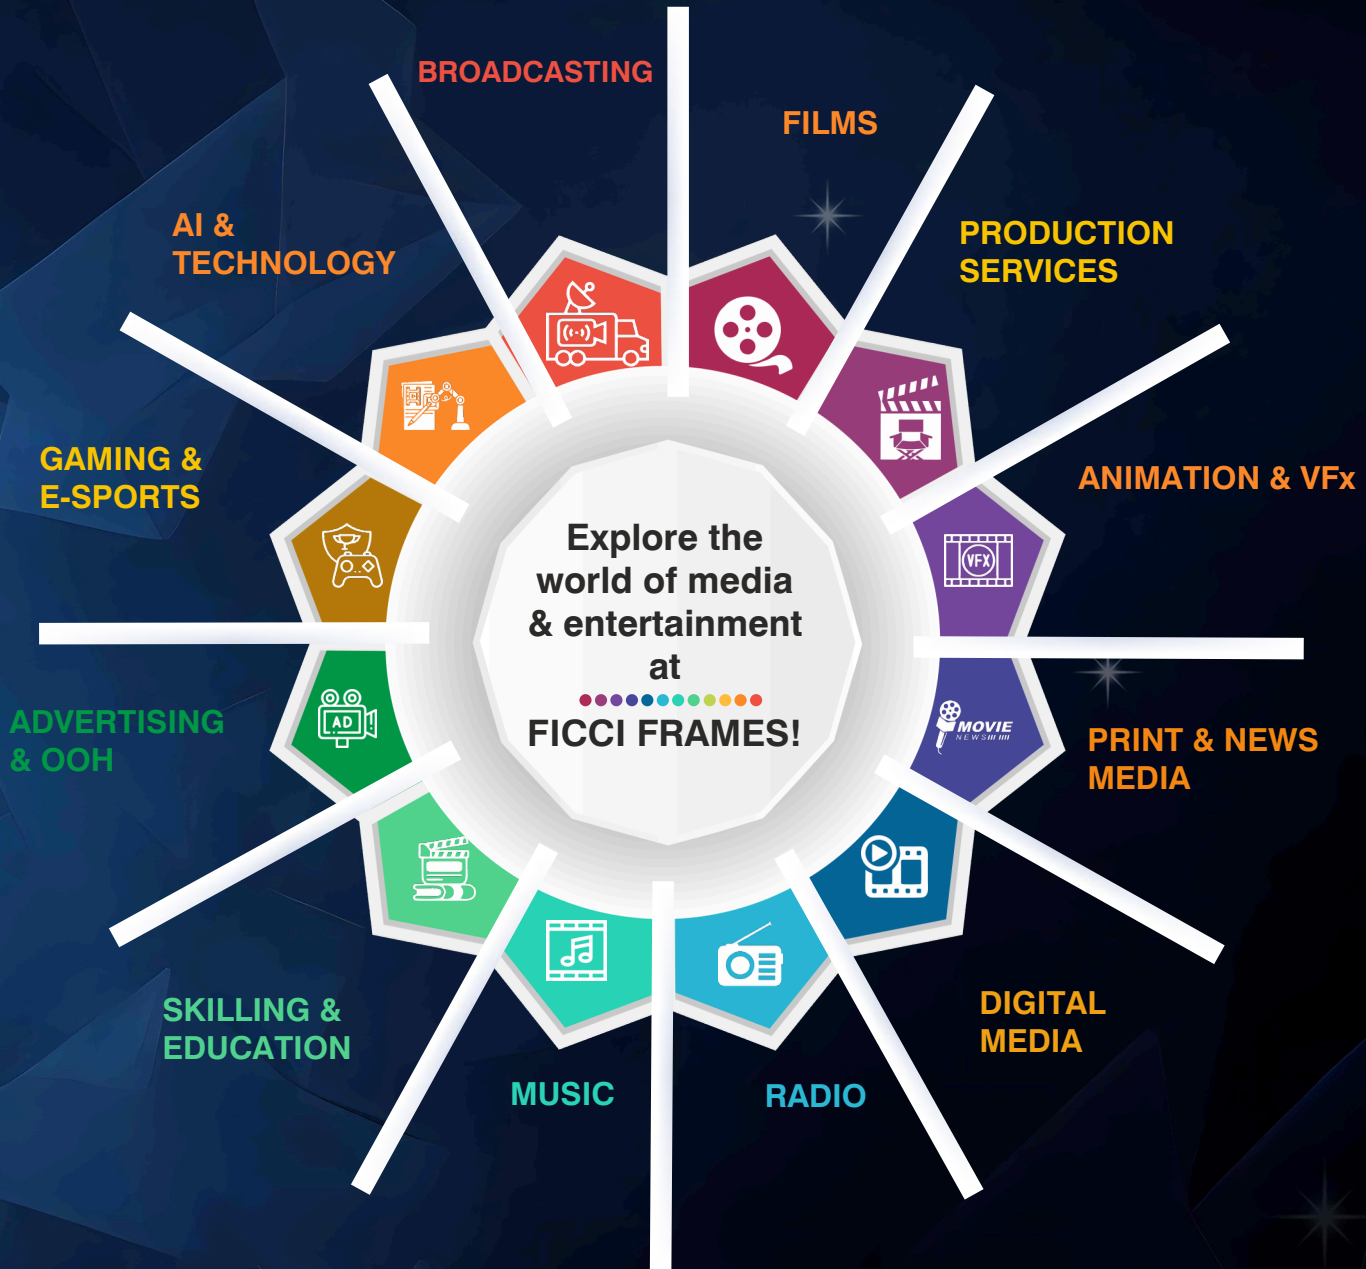 BROADCASTING
FILMS
AI &
TECHNOLOGY
PRODUCTION
SERVICES
GAMING &
E-SPORTS
ANIMATION & VFx
VFX
Explore the
world of media
& entertainment
at
FICCI FRAMES!
ADVERTISING
& OOH
AD
MOVIE
NEWS
PRINT & NEWS
MEDIA
SKILLING &
EDUCATION
DIGITAL
MEDIA
MUSIC
RADIO